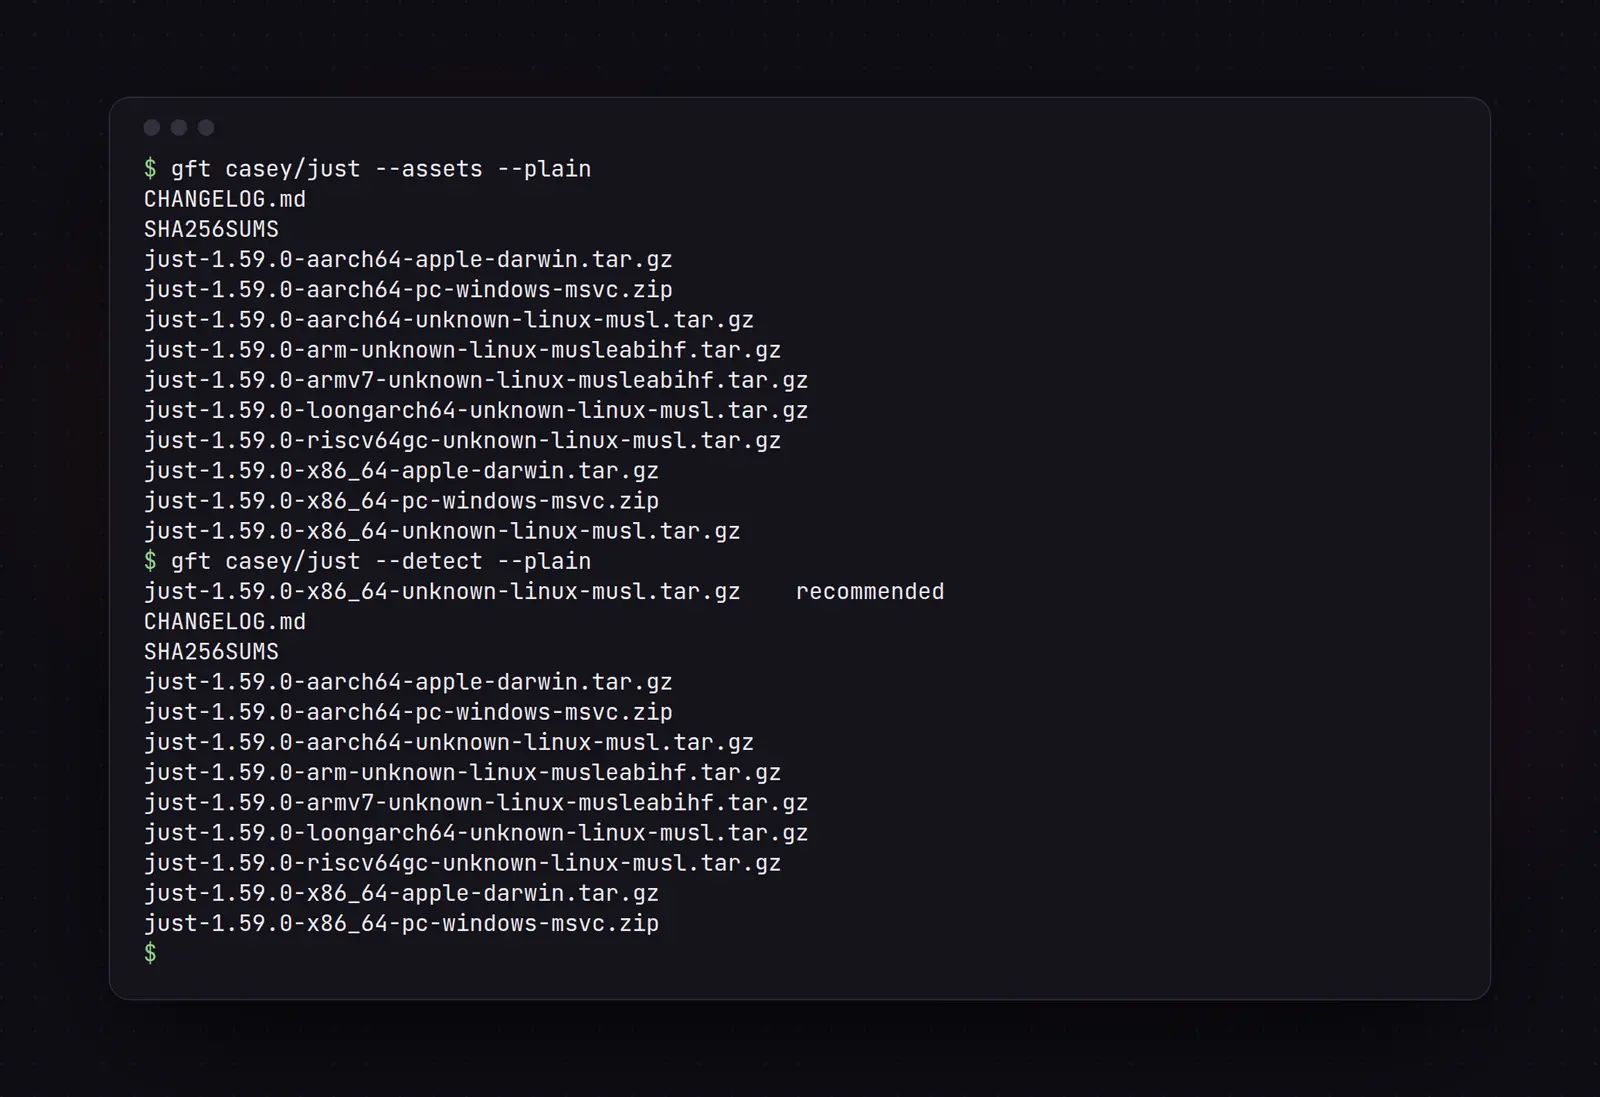 $ gft casey/just --assets --plain
CHANGELOG.md
SHA256SUMS
just-1.59.0-aarch64-apple-darwin.tar.gz
just-1.59.0-aarch64-pc-windows-msvc.zip
just-1.59.0-aarch64-unknown-linux-musl.tar.gz
just-1.59.0-arm-unknown-linux-musleabihf.tar.gz
just-1.59.0-armv7-unknown-linux-musleabihf.tar.gz
just-1.59.0-loongarch64-unknown-linux-musl.tar.gz
just-1.59.0-riscv64gc-unknown-linux-musl.tar.gz
just-1.59.0-x86_64-apple-darwin.tar.gz
just-1.59.0-x86_64-pc-windows-msvc.zip
just-1.59.0-x86_64-unknown-linux-musl.tar.gz
$ gft casey/just --detect --plain
just-1.59.0-x86_64-unknown-linux-musl.tar.gz    recommended
CHANGELOG.md
SHA256SUMS
just-1.59.0-aarch64-apple-darwin.tar.gz
just-1.59.0-aarch64-pc-windows-msvc.zip
just-1.59.0-aarch64-unknown-linux-musl.tar.gz
just-1.59.0-arm-unknown-linux-musleabihf.tar.gz
just-1.59.0-armv7-unknown-linux-musleabihf.tar.gz
just-1.59.0-loongarch64-unknown-linux-musl.tar.gz
just-1.59.0-riscv64gc-unknown-linux-musl.tar.gz
just-1.59.0-x86_64-apple-darwin.tar.gz
just-1.59.0-x86_64-pc-windows-msvc.zip
$